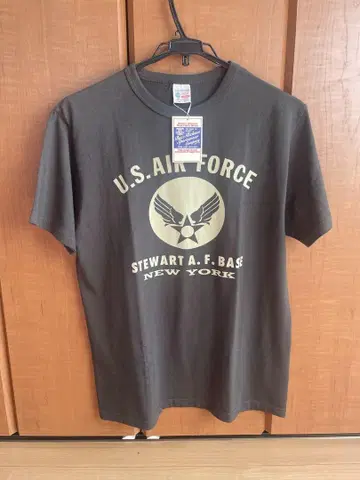 U.S. AIR FORCE
STEWART A. F. BASE
NEW YORK